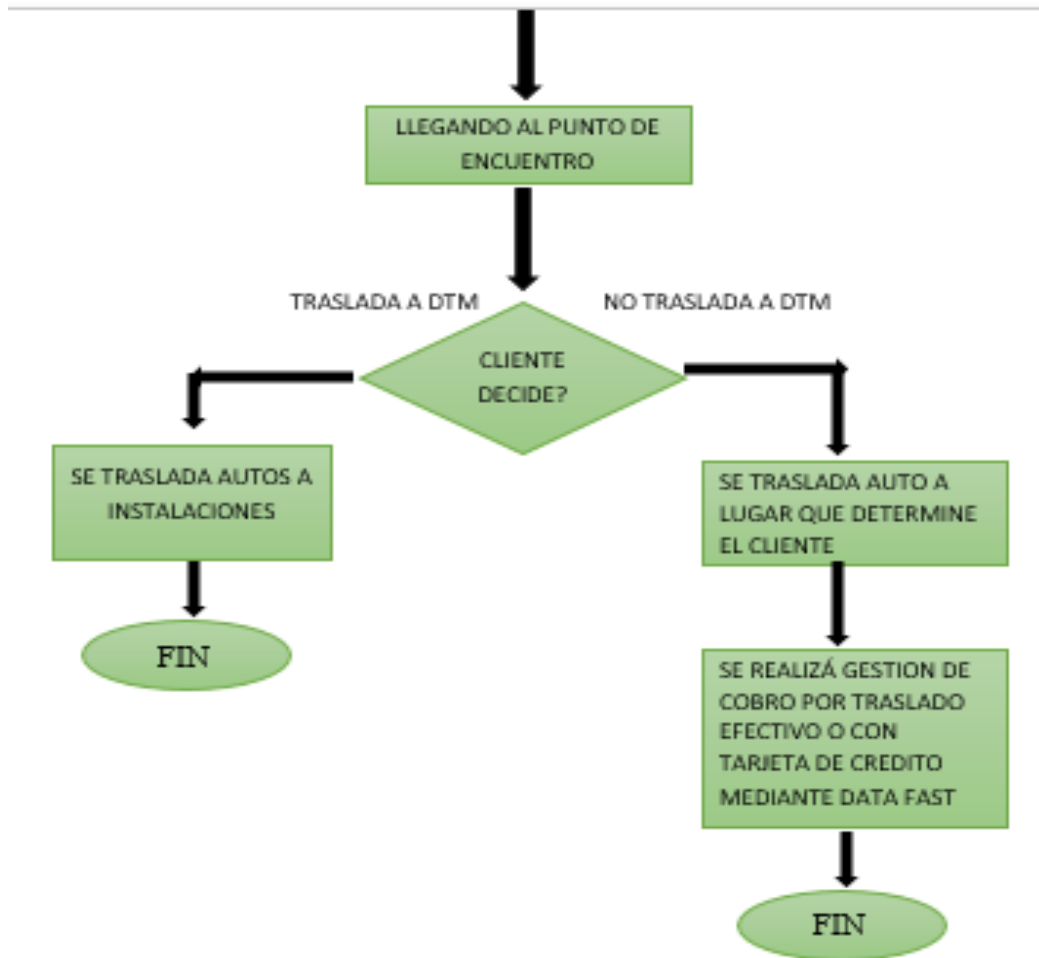 LLEGANDO AL PUNTO DE
ENCUENTRO
TRASLADA A DTM
NO TRASLADA A DTM
CLIENTE
DECIDE?
SE TRASLADA AUTOS A
INSTALACIONES
FIN
SE TRASLADA AUTO A
LUGAR QUE DETERMINE
EL CLIENTE
SE REALIZÁ GESTION DE
COBRO POR TRASLADO
EFECTIVO O CON
TARJETA DE CREDITO
MEDIANTE DATA FAST
FIN